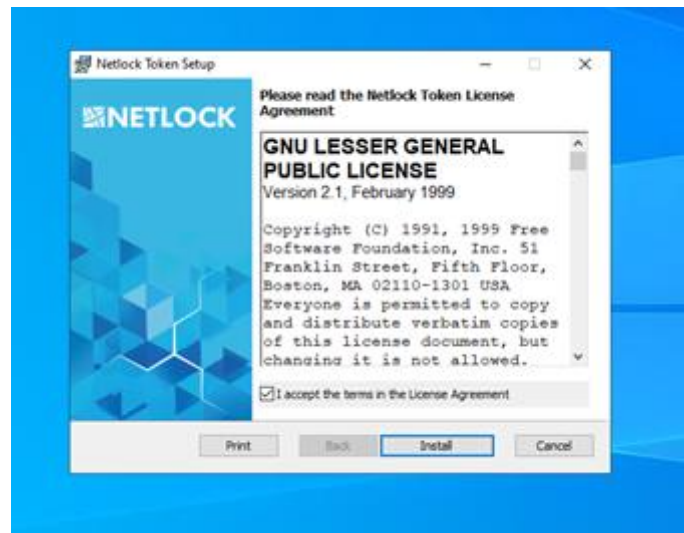 Netlock Token Setup
NETLOCK
Please read the Netlock Token License
Agreement
GNU LESSER GENERAL
PUBLIC LICENSE
Version 2.1, February 1999
Copyright (C) 1991, 1999 Free
Software Foundation, Inc. 51
Franklin Street, Fifth Floor,
Boston, MA 02110-1301 USA
Everyone is permitted to copy
and distribute verbatim copies
of this license document, but
changing it is not allowed.
I accept the terms in the License Agreement
Print
Back
Install
Cancel